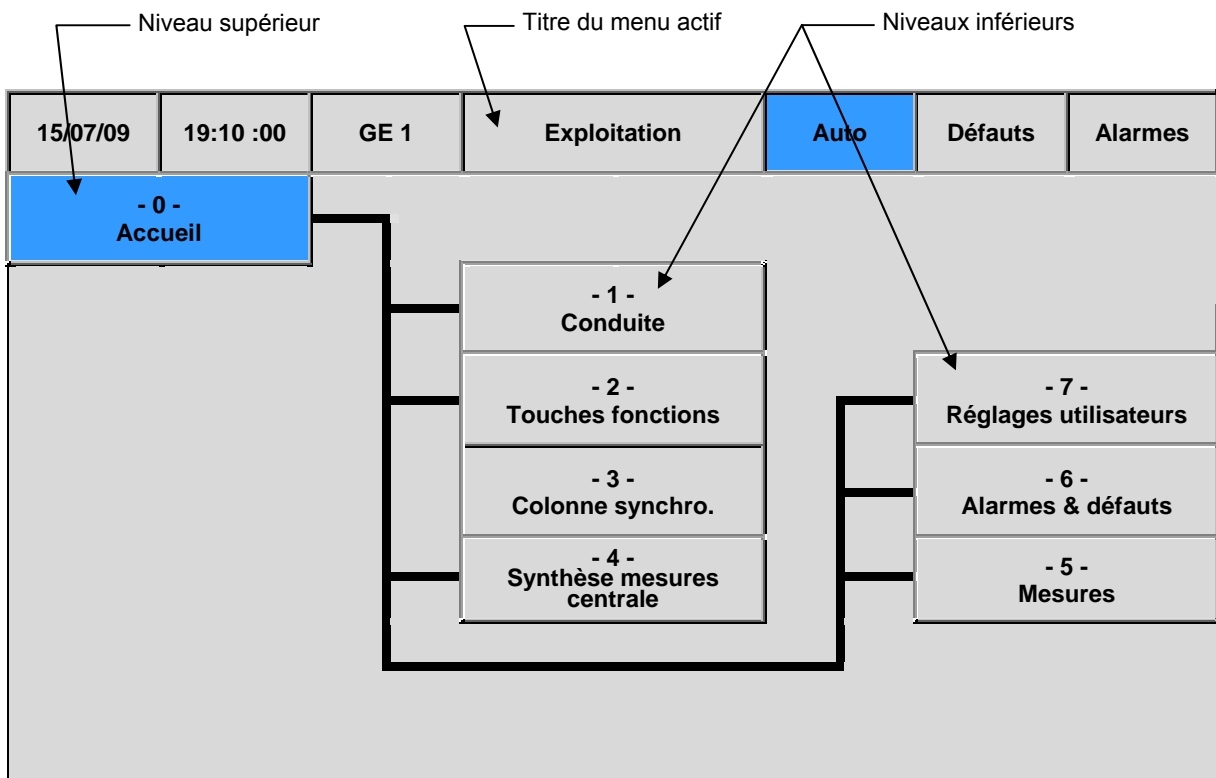 Niveau supérieur
Titre du menu actif
Niveaux inférieurs
15/07/09
19:10 :00
GE 1
Exploitation
Auto
Défauts
Alarmes
- 0 -
Accueil
- 1 -
Conduite
- 2 -
Touches fonctions
- 3 -
Colonne synchro.
- 4 -
Synthèse mesures
centrale
- 7 -
Réglages utilisateurs
- 6 -
Alarmes & défauts
- 5 -
Mesures